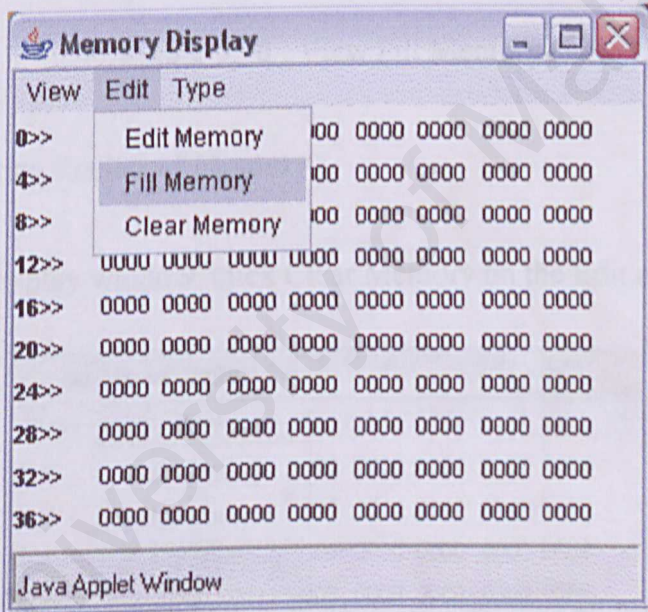 Memory Display
View Edit Type
0>> 000 0000 0000 0000 0000
Edit Memory
4>> 000 0000 0000 0000 0000
Fill Memory
8>> 000 0000 0000 0000 0000
Clear Memory
12>> 0000 0000 0000 0000 0000 0000 0000 0000
16>> 0000 0000 0000 0000 0000 0000 0000 0000
20>> 0000 0000 0000 0000 0000 0000 0000 0000
24>> 0000 0000 0000 0000 0000 0000 0000 0000
28>> 0000 0000 0000 0000 0000 0000 0000 0000
32>> 0000 0000 0000 0000 0000 0000 0000 0000
36>> 0000 0000 0000 0000 0000 0000 0000 0000
Java Applet Window
University of Ma